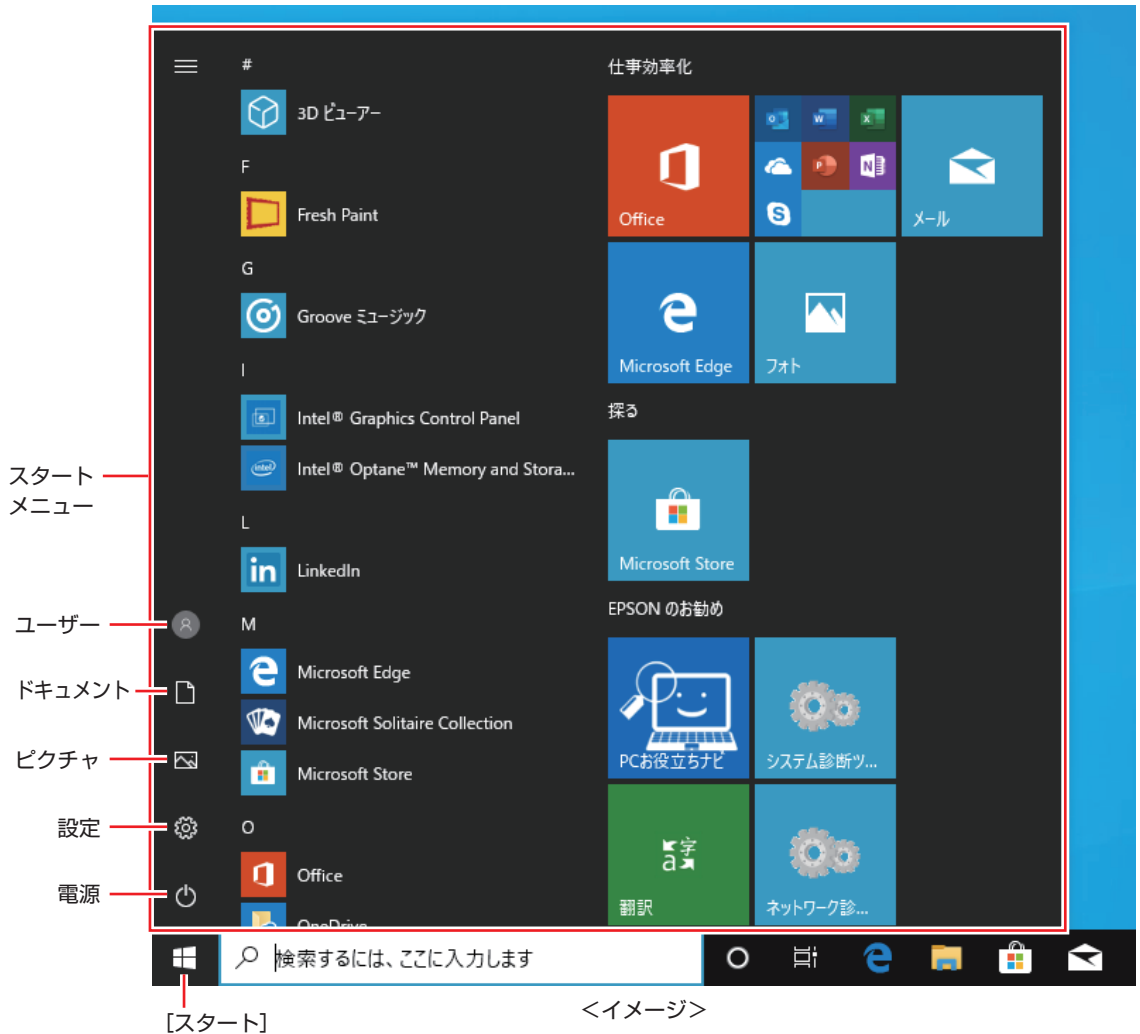 スタート
メニュー
ユーザー
ドキュメント
ピクチャ
設定
電源
#
3D ビューアー
F
Fresh Paint
G
Groove ミュージック
I
Intel® Graphics Control Panel
intel
Intel® Optane™ Memory and Stora...
L
in
LinkedIn
M
Microsoft Edge
Microsoft Solitaire Collection
Microsoft Store
O
Office
OneDrive
仕事効率化
Office
O
W
X
P
N
S
メール
Microsoft Edge
フォト
探る
Microsoft Store
EPSON のお勧め
PCお役立ちナビ
システム診断ツ...
a字
翻訳
ネットワーク診...
検索するには、ここに入力します
[スタート]
<イメージ>